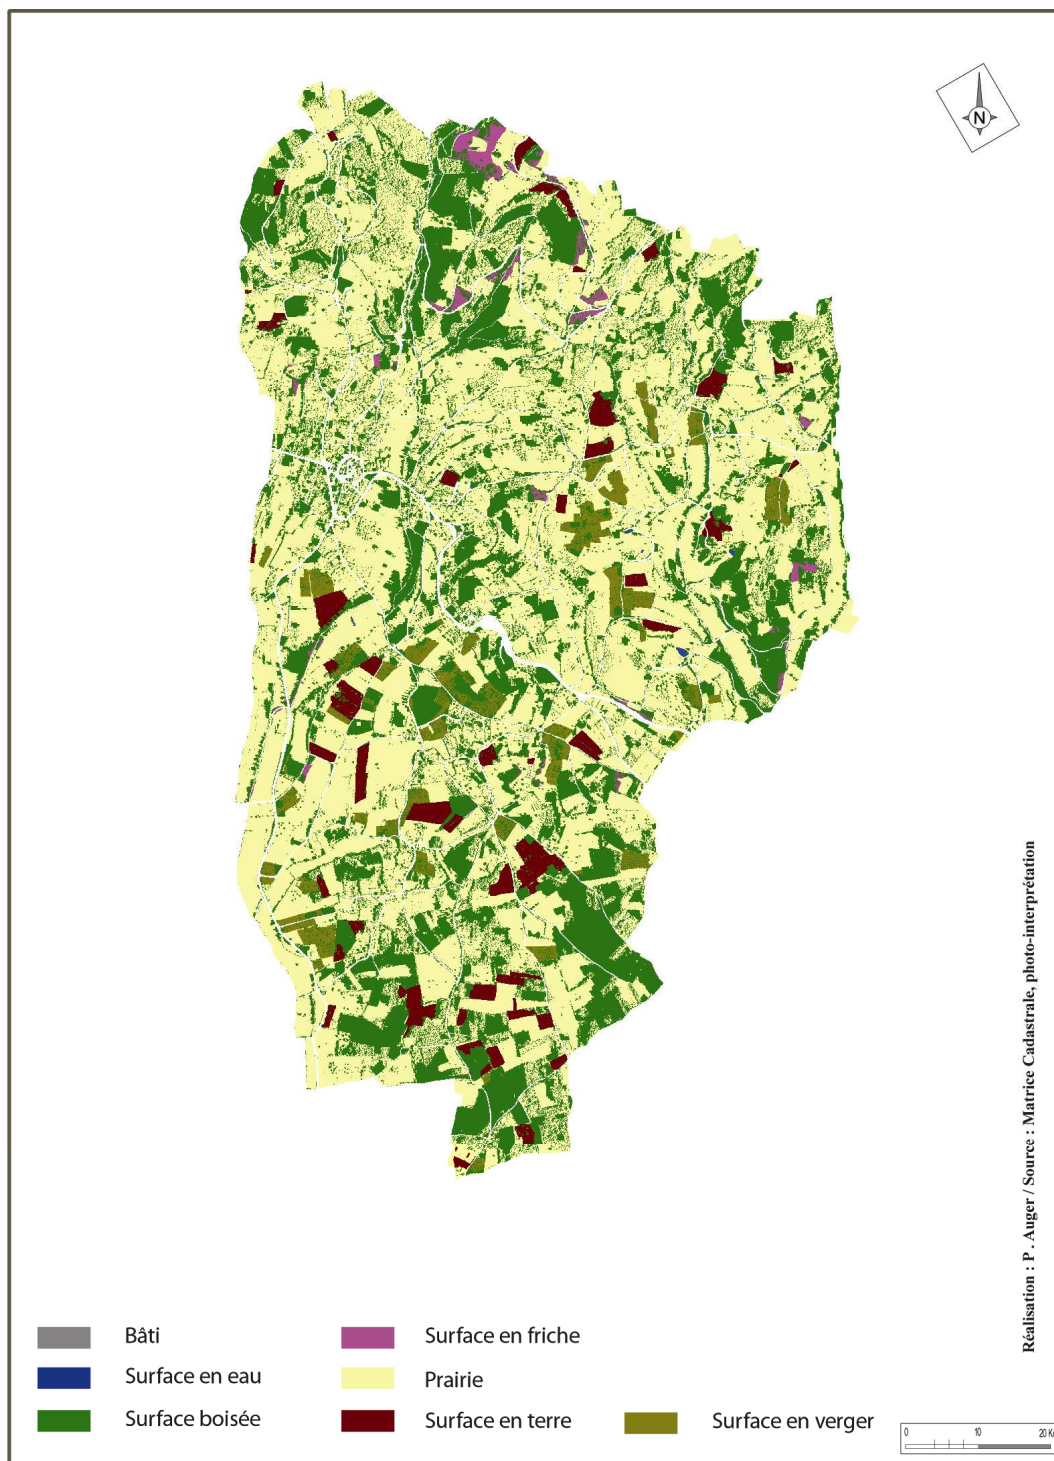 N
Réalisation : P . Auger / Source : Matrice Cadastrale, photo-interprétation
Bâti
Surface en friche
Surface en eau
Prairie
Surface boisée
Surface en terre
Surface en verger
0 10 20 K